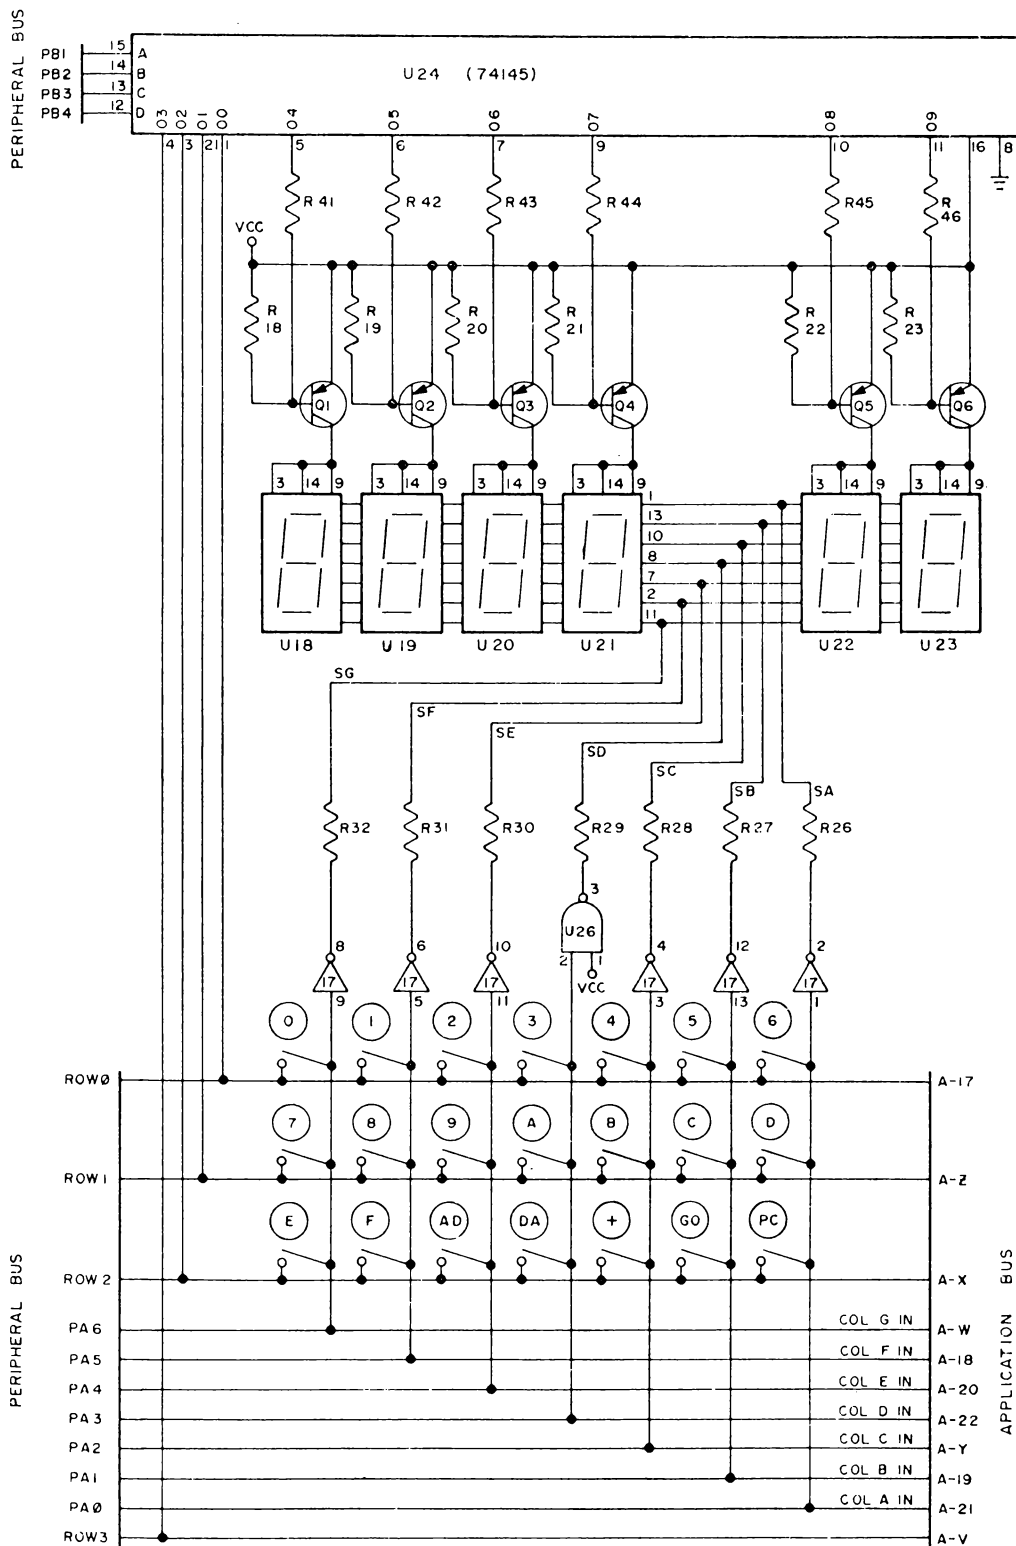 PERIPHERAL BUS
PB1 15 A
PB2 14 B
PB3 13 C
PB4 12 D
U24 (74145)
03 02 01 00 04 05 06 07 08 09
4 3 2 1 5 6 7 9 10 11 16 8
R41 R42 R43 R44 R45 R
46
VCC
R
18
R
19
R
20
R
21
R
22
R
23
Q1 Q2 Q3 Q4 Q5 Q6
3 14 9 3 14 9 3 14 9 3 14 9 3 14 9 3 14 9
1
13
10
8
7
2
11
U18 U19 U20 U21 U22 U23
SG
SF
SE
SD
SC
SB SA
R32 R31 R30 R29 R28 R27 R26
3
U26
2 1
VCC
8 6 10 4 12 2
17 17 17 17 17 17
9 5 11 3 13 1
0 1 2 3 4 5 6
ROWØ A-17
7 8 9 A B C D
ROW1 A-Z
E F AD DA + GO PC
ROW2 A-X
PA6 COL G IN A-W
PA5 COL F IN A-18
PA4 COL E IN A-20
PA3 COL D IN A-22
PA2 COL C IN A-Y
PA1 COL B IN A-19
PAØ COL A IN A-21
ROW3 A-V
PERIPHERAL BUS
APPLICATION BUS